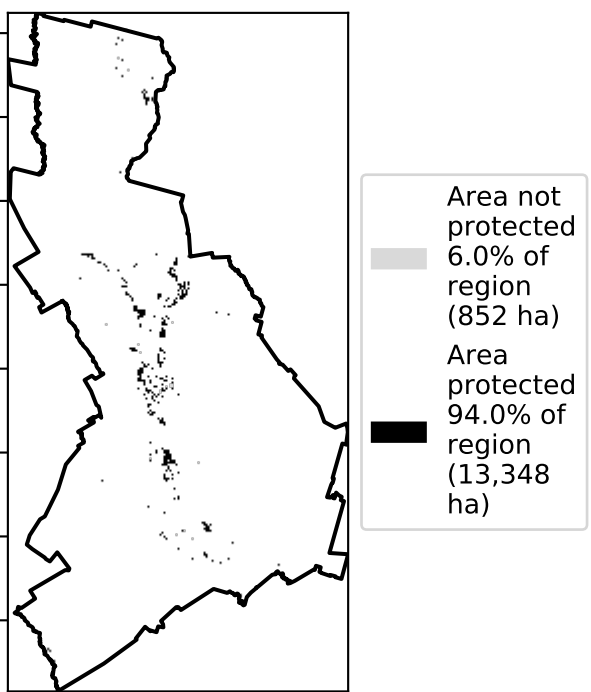 Area not
protected
6.0% of
region
(852 ha)
Area
protected
94.0% of
region
(13,348
ha)